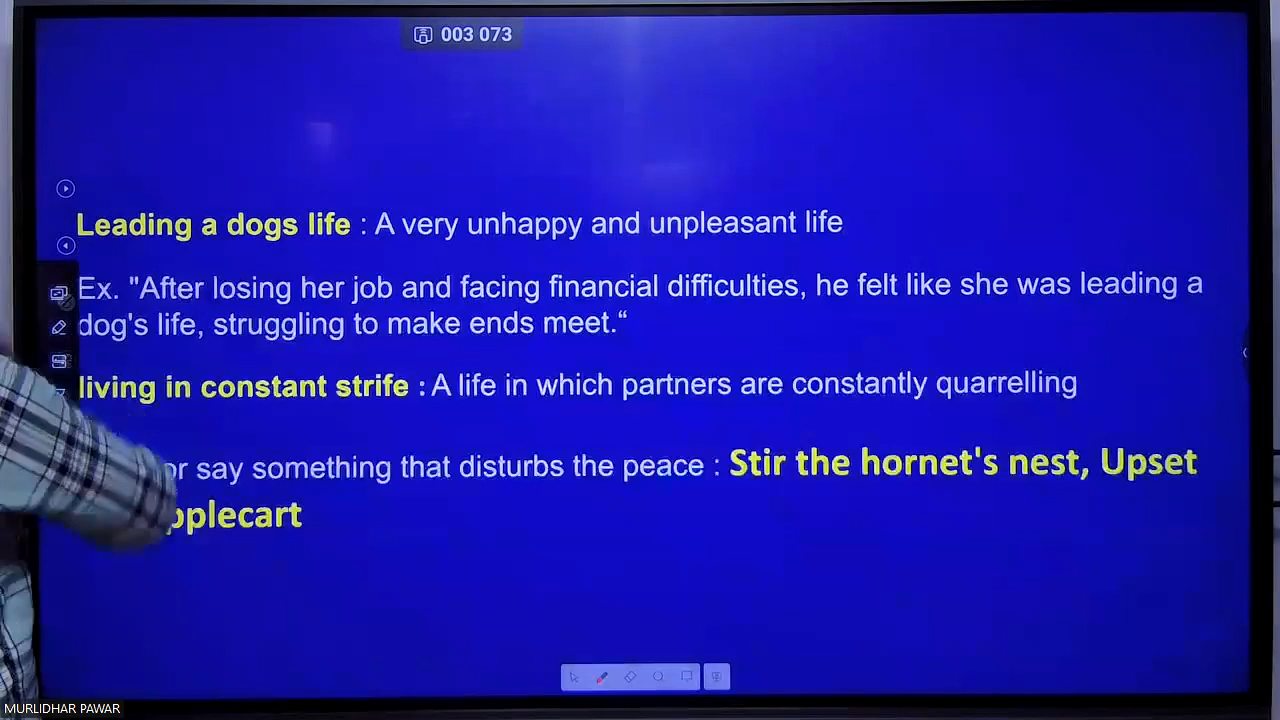 003 073
Leading a dogs life : A very unhappy and unpleasant life
Ex. "After losing her job and facing financial difficulties, he felt like she was leading a
dog's life, struggling to make ends meet.“
living in constant strife : A life in which partners are constantly quarrelling
or say something that disturbs the peace : Stir the hornet's nest, Upset
pplecart
MURLIDHAR PAWAR